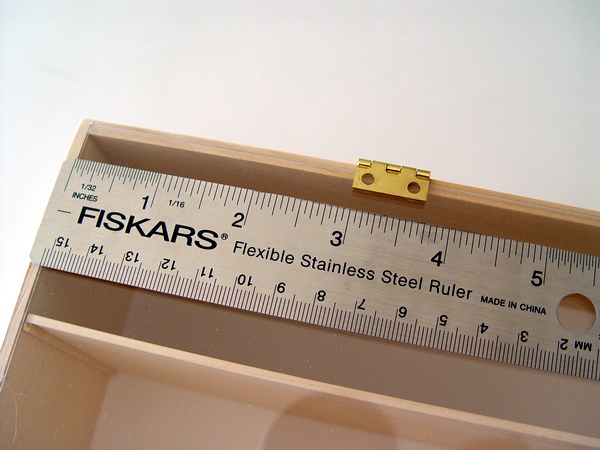 1/32
INCHES
1 1/16 2 3 4 5
FISKARS® Flexible Stainless Steel Ruler MADE IN CHINA
15 14 13 12 11 10 9 8 7 6 5 4 3 2 MM